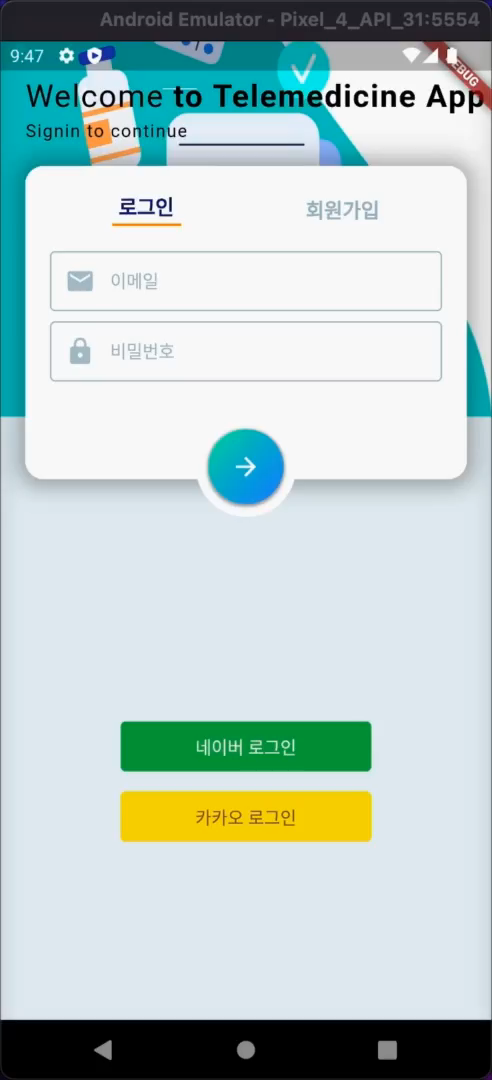 Android Emulator - Pixel_4_API_31:5554
9:47
DEBUG
Welcome to Telemedicine App
Signin to continue
로그인 회원가입
이메일
비밀번호
네이버 로그인
카카오 로그인